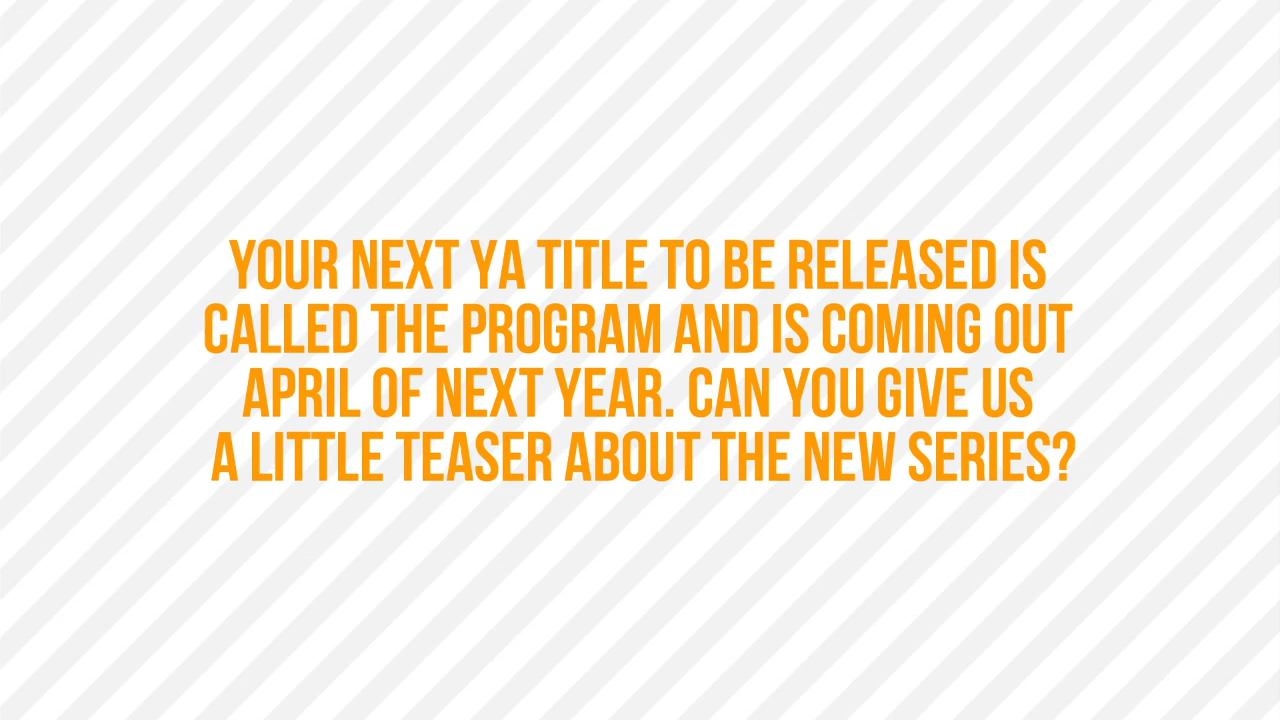 YOUR NEXT YA TITLE TO BE RELEASED IS
CALLED THE PROGRAM AND IS COMING OUT
APRIL OF NEXT YEAR. CAN YOU GIVE US
A LITTLE TEASER ABOUT THE NEW SERIES?